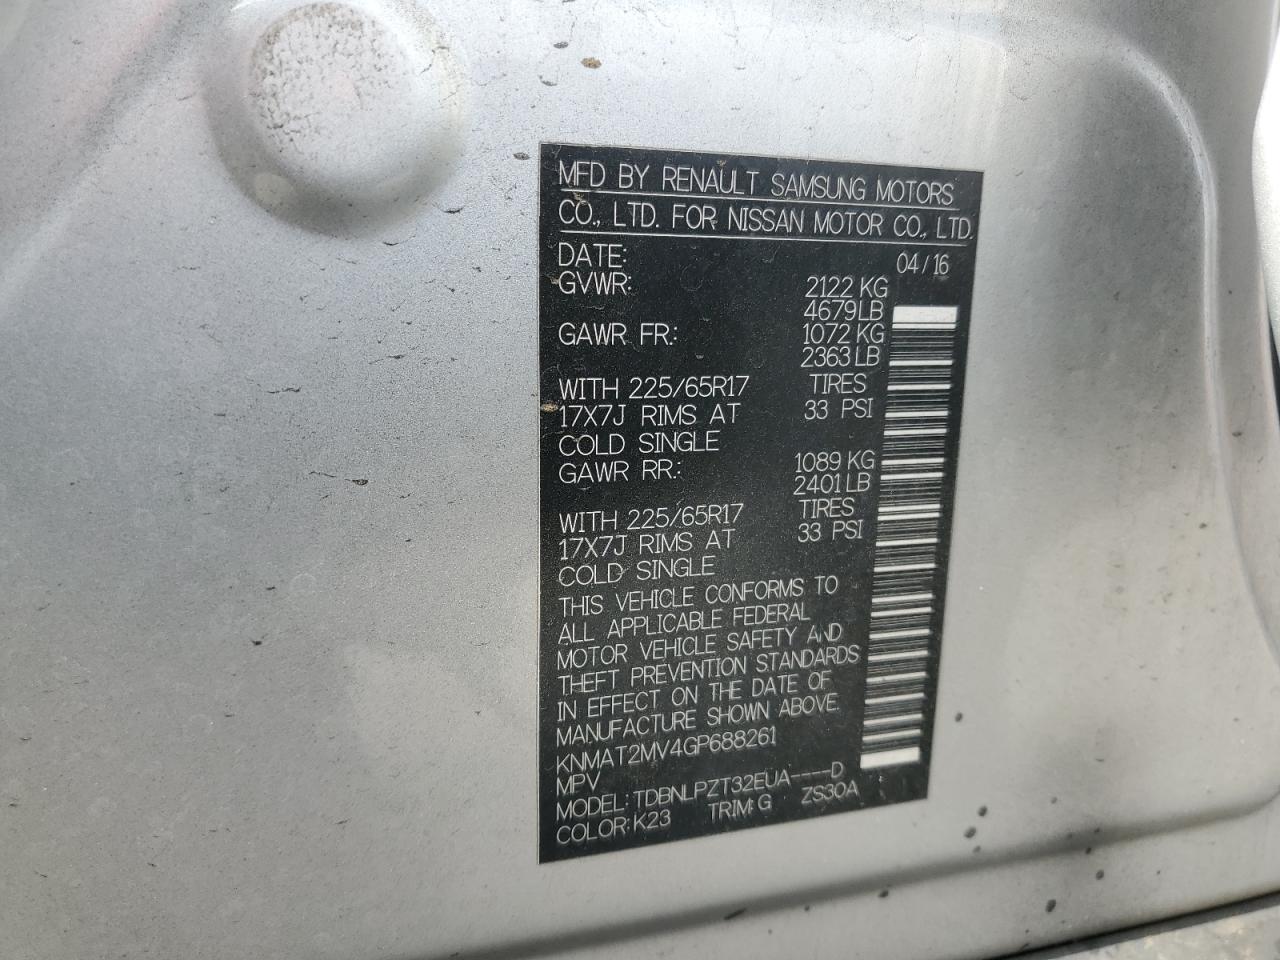 MFD BY RENAULT SAMSUNG MOTORS
CO., LTD. FOR NISSAN MOTOR CO., LTD.
DATE: 04/16
GVWR: 2122 KG
4679 LB
GAWR FR.: 1072 KG
2363 LB
WITH 225/65R17 TIRES
17X7J RIMS AT 33 PSI
COLD SINGLE
GAWR RR.: 1089 KG
2401 LB
WITH 225/65R17 TIRES
17X7J RIMS AT 33 PSI
COLD SINGLE
THIS VEHICLE CONFORMS TO
ALL APPLICABLE FEDERAL
MOTOR VEHICLE SAFETY AND
THEFT PREVENTION STANDARDS
IN EFFECT ON THE DATE OF
MANUFACTURE SHOWN ABOVE.
KNMAT2MV4GP688261
MPV
MODEL: TDBNLPZT32EUA----D
COLOR: K23 TRIM: G ZS30A